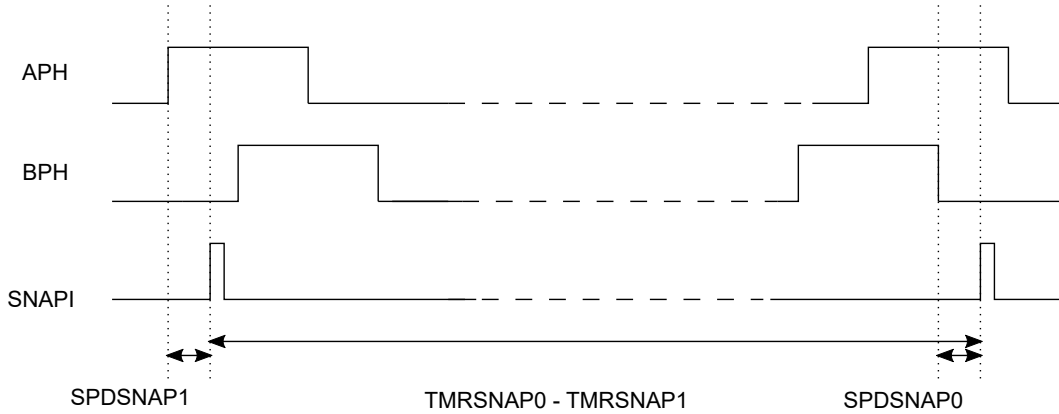 APH
BPH
SNAPI
SPDSNAP1
TMRSNAP0 - TMRSNAP1
SPDSNAP0